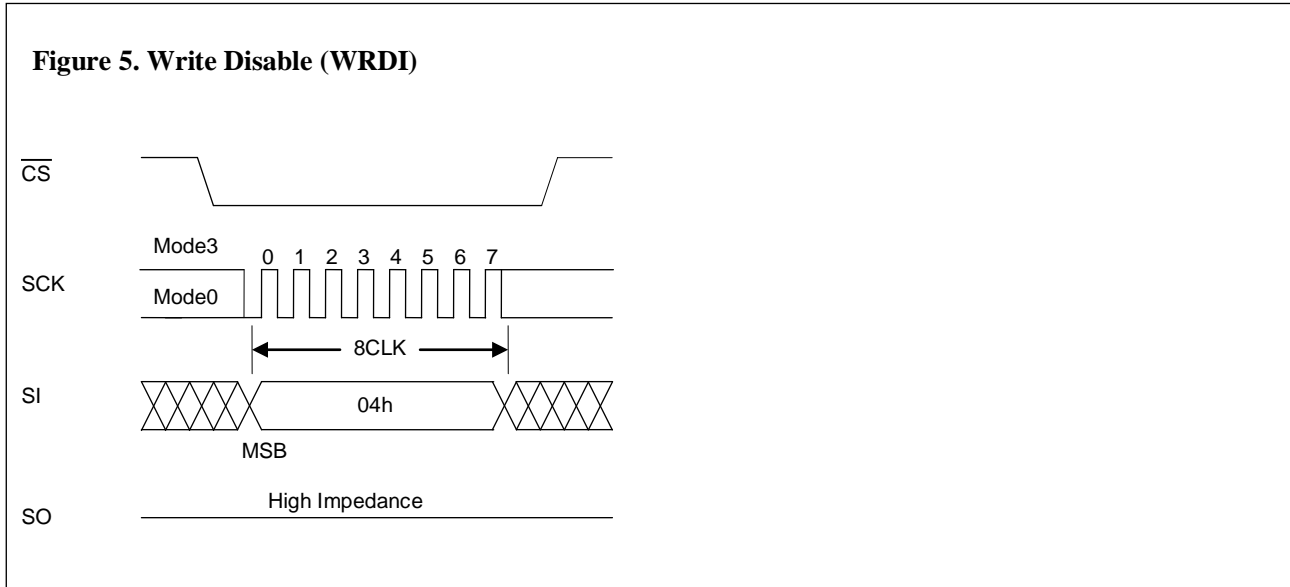 Figure 5. Write Disable (WRDI)
CS
Mode3
0 1 2 3 4 5 6 7
SCK
Mode0
8CLK
SI
04h
MSB
High Impedance
SO